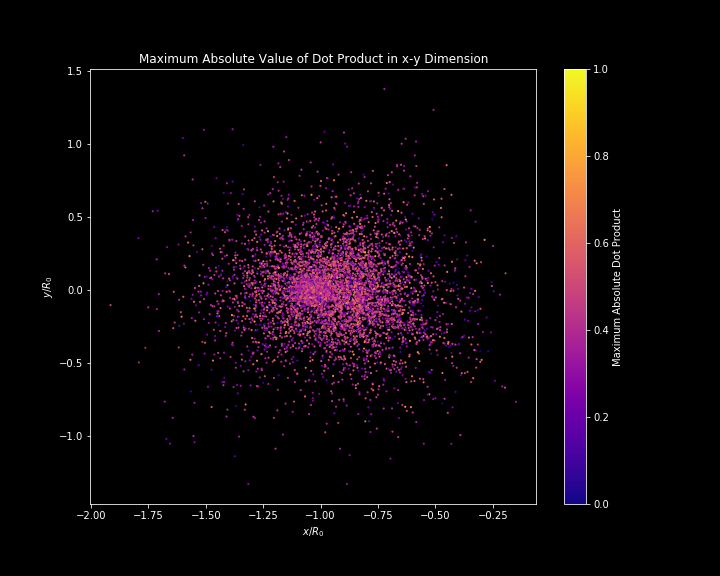 Maximum Absolute Value of Dot Product in x-y Dimension
1.5
1.0
0.5
0.0
−0.5
−1.0
y/R₀
−2.00 −1.75 −1.50 −1.25 −1.00 −0.75 −0.50 −0.25
x/R₀
1.0
0.8
0.6
0.4
0.2
0.0
Maximum Absolute Dot Product